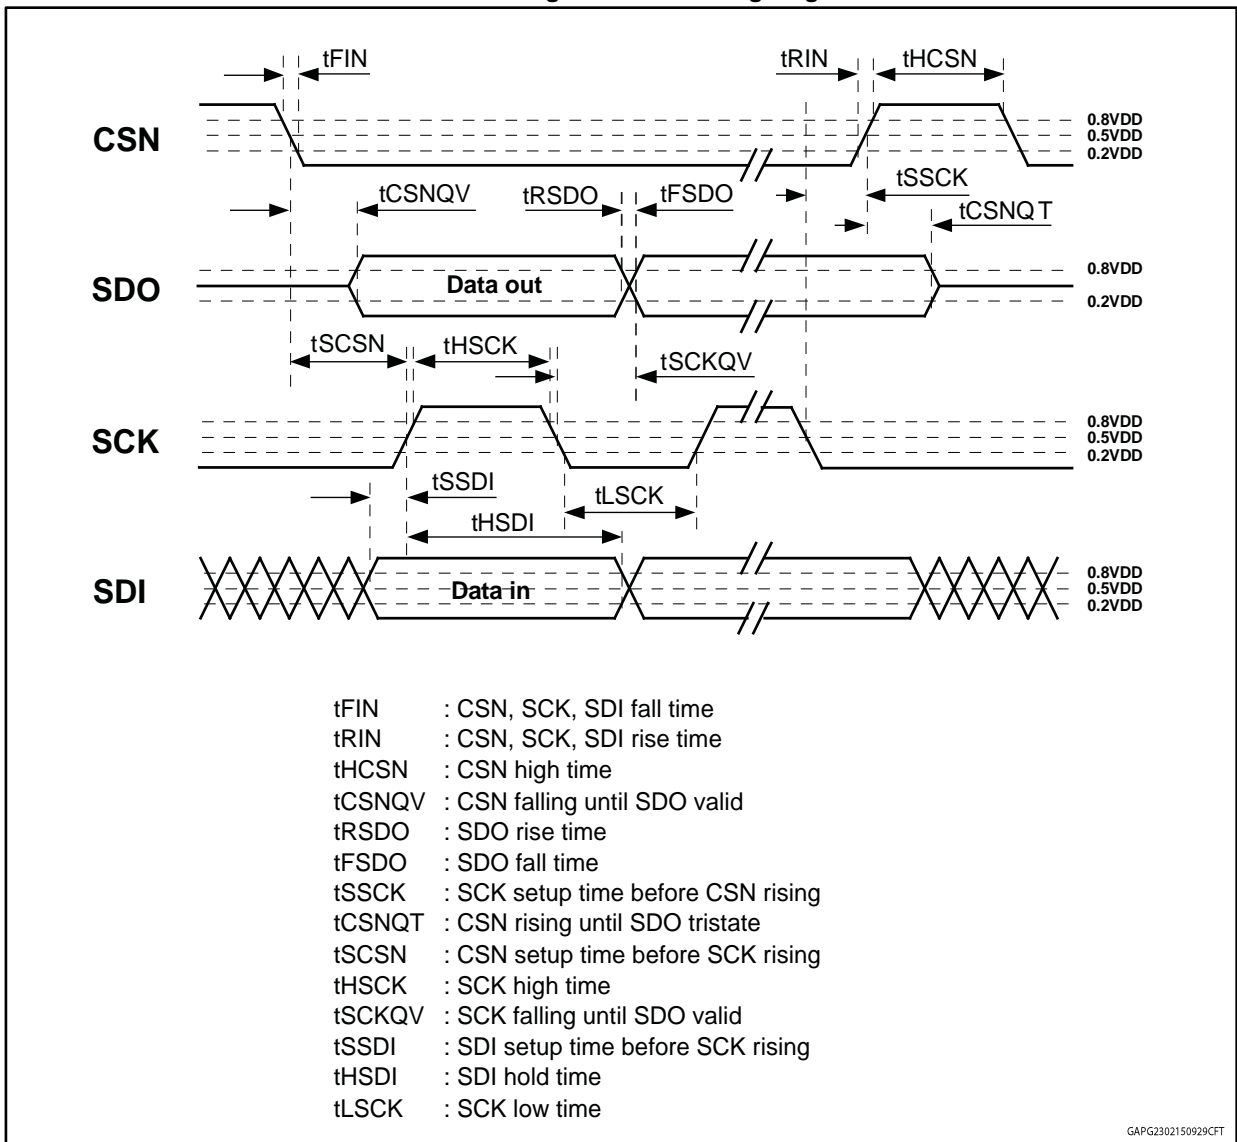 tFIN
tRIN
tHCSN
CSN
0.8VDD
0.5VDD
0.2VDD
tSSCK
tCSNQV
tRSDO
tFSDO
tCSNQT
SDO
Data out
0.8VDD
0.2VDD
tSCSN
tHSCK
tSCKQV
SCK
0.8VDD
0.5VDD
0.2VDD
tSSDI
tLSCK
tHSDI
SDI
Data in
0.8VDD
0.5VDD
0.2VDD
tFIN : CSN, SCK, SDI fall time
tRIN : CSN, SCK, SDI rise time
tHCSN : CSN high time
tCSNQV : CSN falling until SDO valid
tRSDO : SDO rise time
tFSDO : SDO fall time
tSSCK : SCK setup time before CSN rising
tCSNQT : CSN rising until SDO tristate
tSCSN : CSN setup time before SCK rising
tHSCK : SCK high time
tSCKQV : SCK falling until SDO valid
tSSDI : SDI setup time before SCK rising
tHSDI : SDI hold time
tLSCK : SCK low time
GAPG2302150929CFT